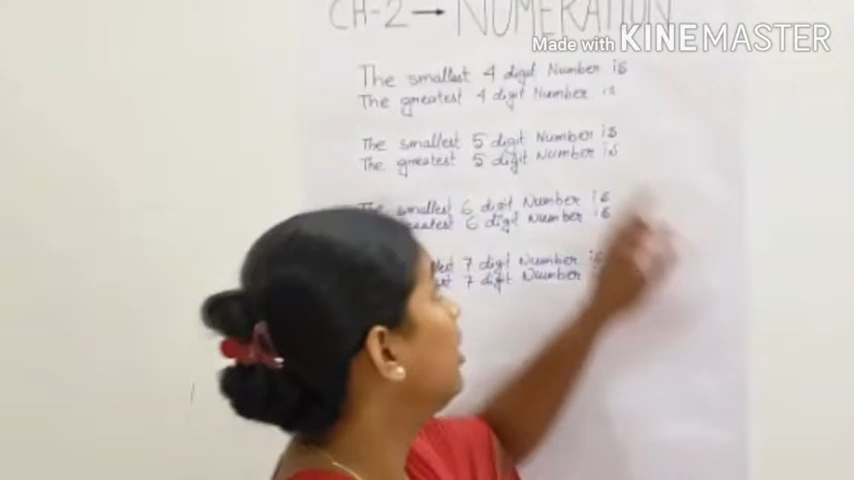 CH-2 → NUMERATION
Made with KINEMASTER
The smallest 4 digit Number is
The greatest 4 digit Number is
The smallest 5 digit Number is
The greatest 5 digit Number is
The smallest 6 digit Number is
6 digit Number is
7 digit Number is
7 digit Number